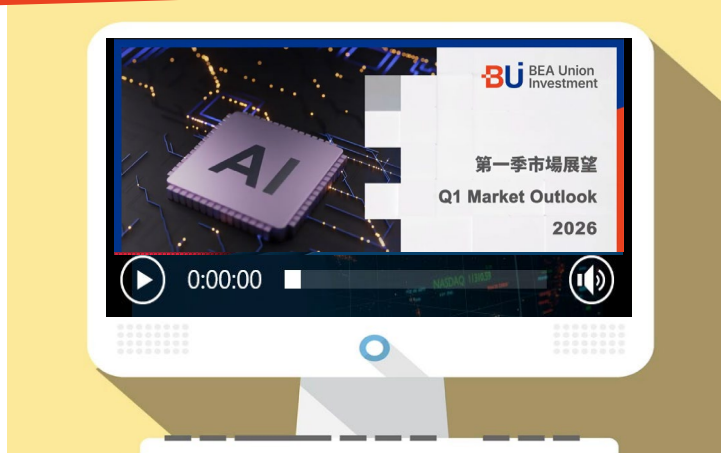 BU BEA Union
Investment
AI
第一季市場展望
Q1 Market Outlook
2026
0:00:00